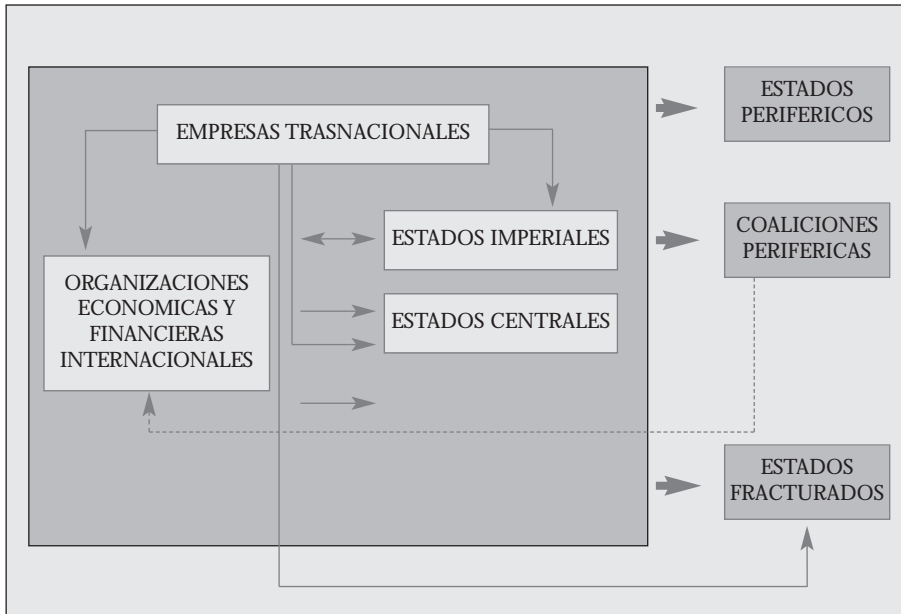 EMPRESAS TRASNACIONALES
ESTADOS
PERIFERICOS
ESTADOS IMPERIALES
COALICIONES
PERIFERICAS
ORGANIZACIONES
ECONOMICAS Y
FINANCIERAS
INTERNACIONALES
ESTADOS CENTRALES
ESTADOS
FRACTURADOS